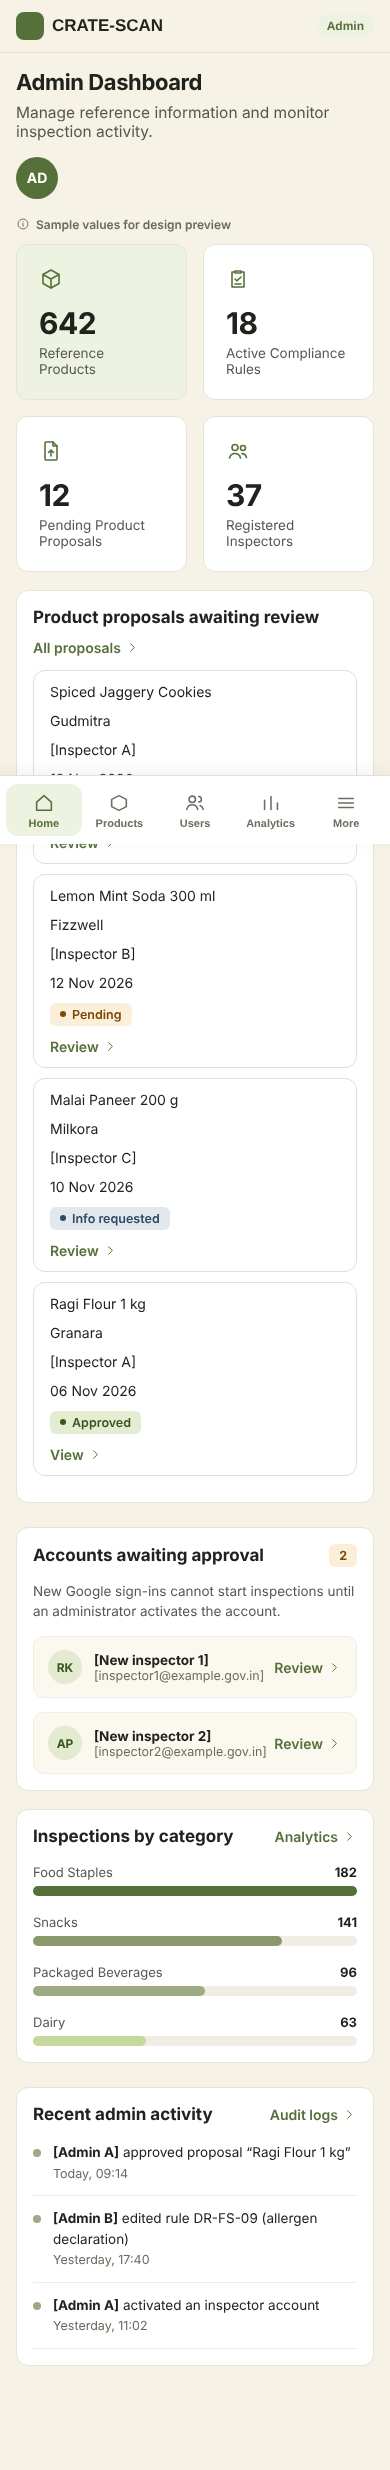 CRATE-SCAN
Admin
Admin Dashboard
Manage reference information and monitor
inspection activity.
AD
Sample values for design preview
642
Reference
Products
18
Active Compliance
Rules
12
Pending Product
Proposals
37
Registered
Inspectors
Product proposals awaiting review
All proposals
Spiced Jaggery Cookies
Gudmitra
[Inspector A]
Home
Products
Users
Analytics
More
Review
Lemon Mint Soda 300 ml
Fizzwell
[Inspector B]
12 Nov 2026
Pending
Review
Malai Paneer 200 g
Milkora
[Inspector C]
10 Nov 2026
Info requested
Review
Ragi Flour 1 kg
Granara
[Inspector A]
06 Nov 2026
Approved
View
Accounts awaiting approval
2
New Google sign-ins cannot start inspections until
an administrator activates the account.
RK
[New inspector 1]
[inspector1@example.gov.in]
Review
AP
[New inspector 2]
[inspector2@example.gov.in]
Review
Inspections by category
Analytics
Food Staples
182
Snacks
141
Packaged Beverages
96
Dairy
63
Recent admin activity
Audit logs
[Admin A] approved proposal “Ragi Flour 1 kg”
Today, 09:14
[Admin B] edited rule DR-FS-09 (allergen
declaration)
Yesterday, 17:40
[Admin A] activated an inspector account
Yesterday, 11:02